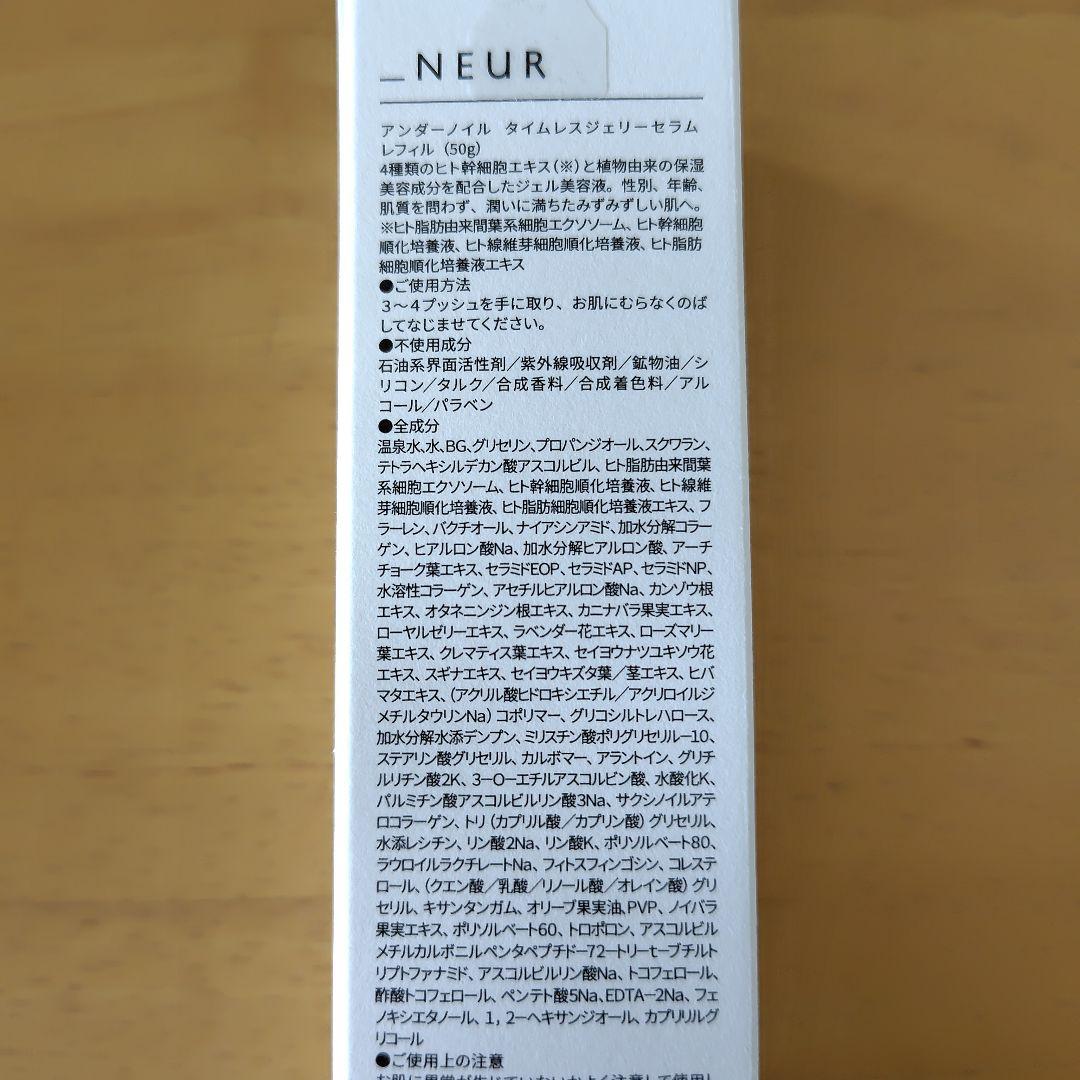 _NEUR
アンダーノイル タイムレスジェリーセラム
レフィル（50g）
4種類のヒト幹細胞エキス（※）と植物由来の保湿
美容成分を配合したジェル美容液。性別、年齢、
肌質を問わず、潤いに満ちたみずみずしい肌へ。
※ヒト脂肪由来間葉系細胞エクソソーム、ヒト幹細胞
順化培養液、ヒト線維芽細胞順化培養液、ヒト脂肪
細胞順化培養液エキス
●ご使用方法
３～４プッシュを手に取り、お肌にむらなくのば
してなじませてください。
●不使用成分
石油系界面活性剤／紫外線吸収剤／鉱物油／シ
リコン／タルク／合成香料／合成着色料／アル
コール／パラベン
●全成分
温泉水、水、BG、グリセリン、プロパンジオール、スクワラン、
テトラヘキシルデカン酸アスコルビル、ヒト脂肪由来間葉
系細胞エクソソーム、ヒト幹細胞順化培養液、ヒト線維
芽細胞順化培養液、ヒト脂肪細胞順化培養液エキス、フ
ラーレン、バクチオール、ナイアシンアミド、加水分解コラー
ゲン、ヒアルロン酸Na、加水分解ヒアルロン酸、アーチ
チョーク葉エキス、セラミドEOP、セラミドAP、セラミドNP、
水溶性コラーゲン、アセチルヒアルロン酸Na、カンゾウ根
エキス、オタネニンジン根エキス、カニナバラ果実エキス、
ローヤルゼリーエキス、ラベンダー花エキス、ローズマリー
葉エキス、クレマティス葉エキス、セイヨウナツユキソウ花
エキス、スギナエキス、セイヨウキズタ葉／茎エキス、ヒバ
マタエキス、（アクリル酸ヒドロキシエチル／アクリロイルジ
メチルタウリンNa）コポリマー、グリコシルトレハロース、
加水分解水添デンプン、ミリスチン酸ポリグリセリル－10、
ステアリン酸グリセリル、カルボマー、アラントイン、グリチ
ルリチン酸2K、3－O－エチルアスコルビン酸、水酸化K、
パルミチン酸アスコルビルリン酸3Na、サクシノイルアテ
ロコラーゲン、トリ（カプリル酸／カプリン酸）グリセリル、
水添レシチン、リン酸2Na、リン酸K、ポリソルベート80、
ラウロイルラクチレートNa、フィトスフィンゴシン、コレステ
ロール、（クエン酸／乳酸／リノール酸／オレイン酸）グリ
セリル、キサンタンガム、オリーブ果実油、PVP、ノイバラ
果実エキス、ポリソルベート60、トロポロン、アスコルビル
メチルカルボニルペンタペプチド－72－トリ－t－ブチルト
リプトファナミド、アスコルビルリン酸Na、トコフェロール、
酢酸トコフェロール、ペンテト酸5Na、EDTA－2Na、フェ
ノキシエタノール、1，2－ヘキサンジオール、カプリリルグ
リコール
●ご使用上の注意
お肌に異常が生じていないかよく注意して使用し